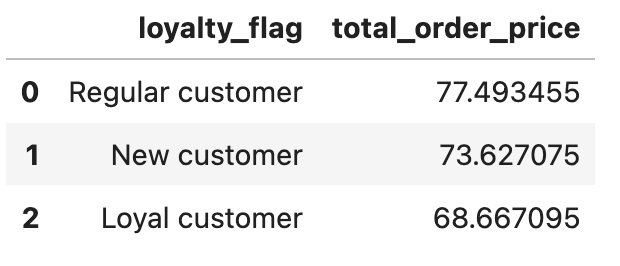 loyalty_flag total_order_price
0 Regular customer 77.493455
1 New customer 73.627075
2 Loyal customer 68.667095